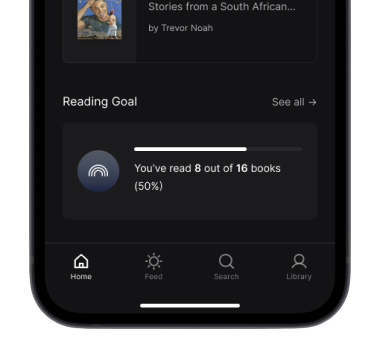 Stories from a South African...
by Trevor Noah
Reading Goal
See all →
You've read 8 out of 16 books
(50%)
Home
Feed
Search
Library